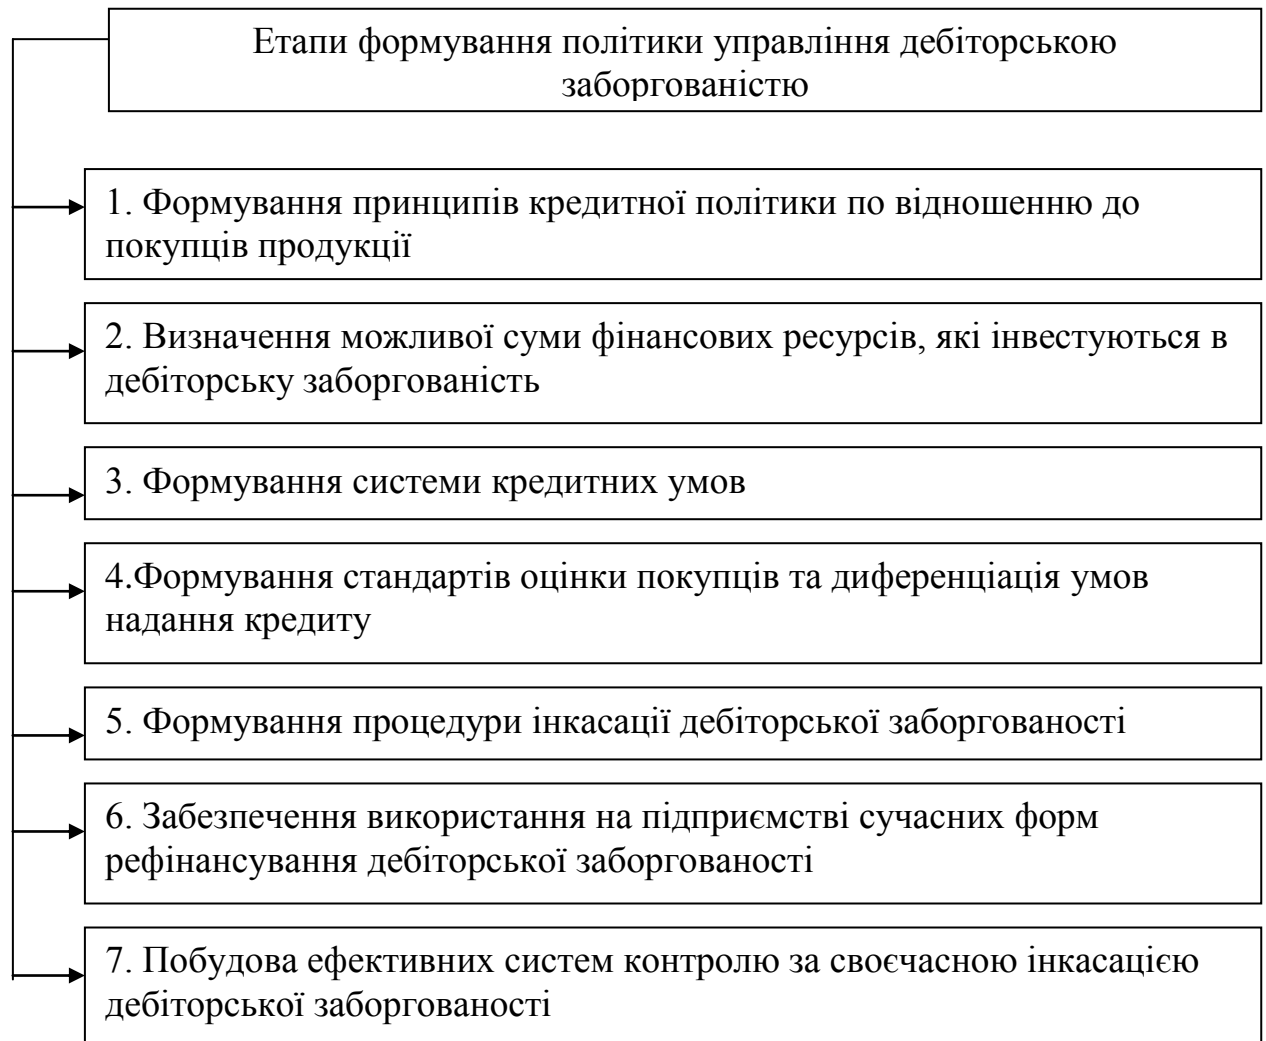 Етапи формування політики управління дебіторською
заборгованістю
1. Формування принципів кредитної політики по відношенню до
покупців продукції
2. Визначення можливої суми фінансових ресурсів, які інвестуються в
дебіторську заборгованість
3. Формування системи кредитних умов
4.Формування стандартів оцінки покупців та диференціація умов
надання кредиту
5. Формування процедури інкасації дебіторської заборгованості
6. Забезпечення використання на підприємстві сучасних форм
рефінансування дебіторської заборгованості
7. Побудова ефективних систем контролю за своєчасною інкасацією
дебіторської заборгованості